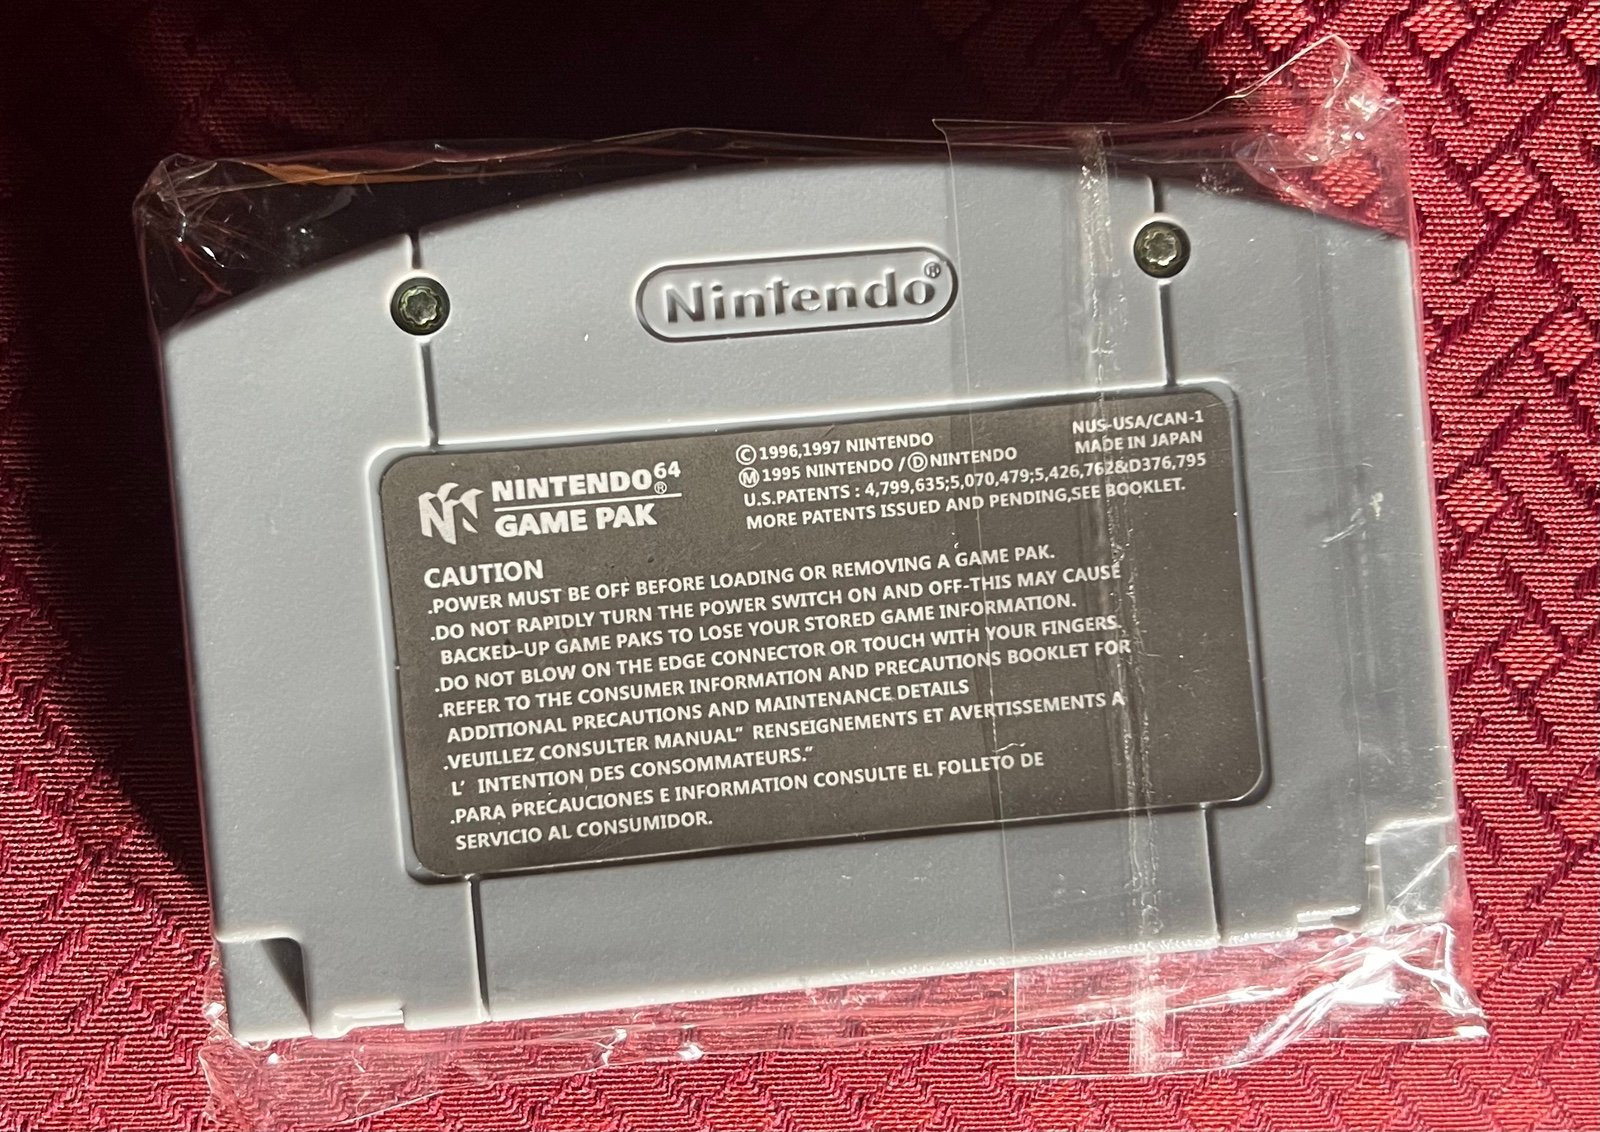 Nintendo®
NINTENDO⁶⁴®
GAME PAK
©1996,1997 NINTENDO
Ⓜ1995 NINTENDO /ⒹNINTENDO
U.S.PATENTS : 4,799,635;5,070,479;5,426,762&D376,795
MORE PATENTS ISSUED AND PENDING,SEE BOOKLET.
NUS-USA/CAN-1
MADE IN JAPAN
CAUTION
.POWER MUST BE OFF BEFORE LOADING OR REMOVING A GAME PAK.
.DO NOT RAPIDLY TURN THE POWER SWITCH ON AND OFF-THIS MAY CAUSE
BACKED-UP GAME PAKS TO LOSE YOUR STORED GAME INFORMATION.
.DO NOT BLOW ON THE EDGE CONNECTOR OR TOUCH WITH YOUR FINGERS.
.REFER TO THE CONSUMER INFORMATION AND PRECAUTIONS BOOKLET FOR
ADDITIONAL PRECAUTIONS AND MAINTENANCE DETAILS
.VEUILLEZ CONSULTER MANUAL" RENSEIGNEMENTS ET AVERTISSEMENTS A
L' INTENTION DES CONSOMMATEURS."
.PARA PRECAUCIONES E INFORMATION CONSULTE EL FOLLETO DE
SERVICIO AL CONSUMIDOR.